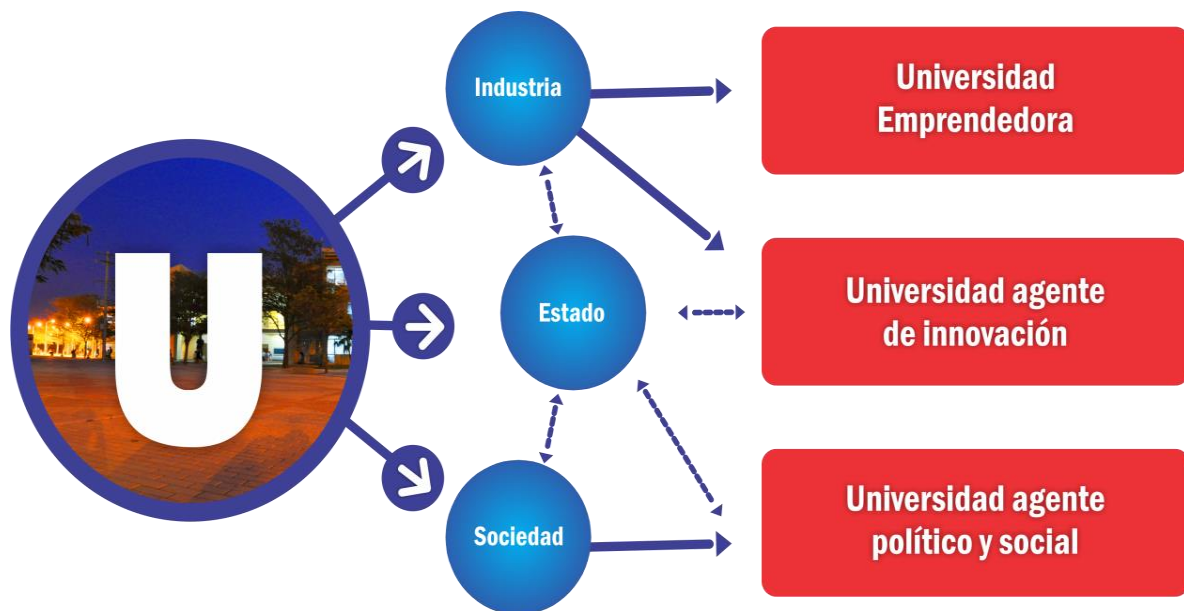 Industria
Universidad
Emprendedora
U
Estado
Universidad agente
de innovación
Sociedad
Universidad agente
político y social